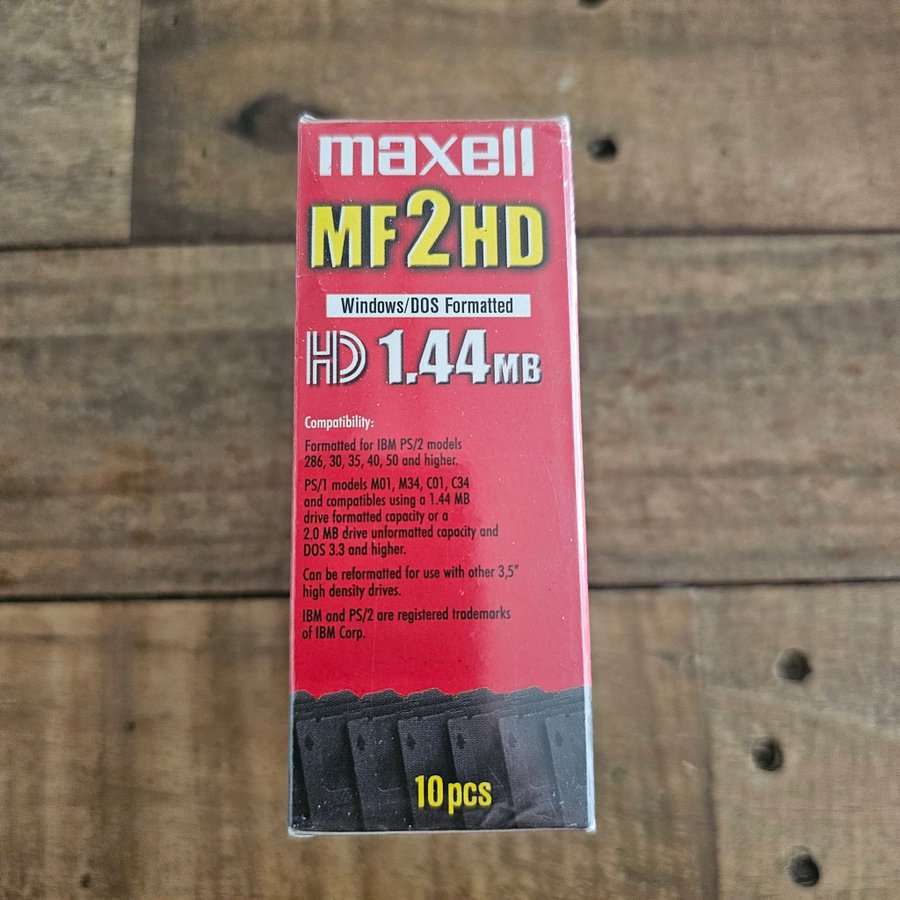 maxell
MF2HD
Windows/DOS Formatted
HD 1.44MB
Compatibility:
Formatted for IBM PS/2 models
286, 30, 35, 40, 50 and higher.
PS/1 models M01, M34, C01, C34
and compatibles using a 1.44 MB
drive formatted capacity or a
2.0 MB drive unformatted capacity and
DOS 3.3 and higher.
Can be reformatted for use with other 3,5"
high density drives.
IBM and PS/2 are registered trademarks
of IBM Corp.
10pcs